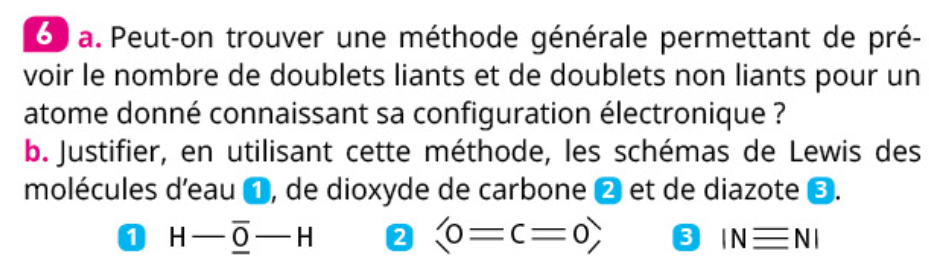 6 a. Peut-on trouver une méthode générale permettant de pré-
voir le nombre de doublets liants et de doublets non liants pour un
atome donné connaissant sa configuration électronique ?
b. Justifier, en utilisant cette méthode, les schémas de Lewis des
molécules d'eau 1, de dioxyde de carbone 2 et de diazote 3.
1 H—O—H 2 O=C=O 3 |N≡N|